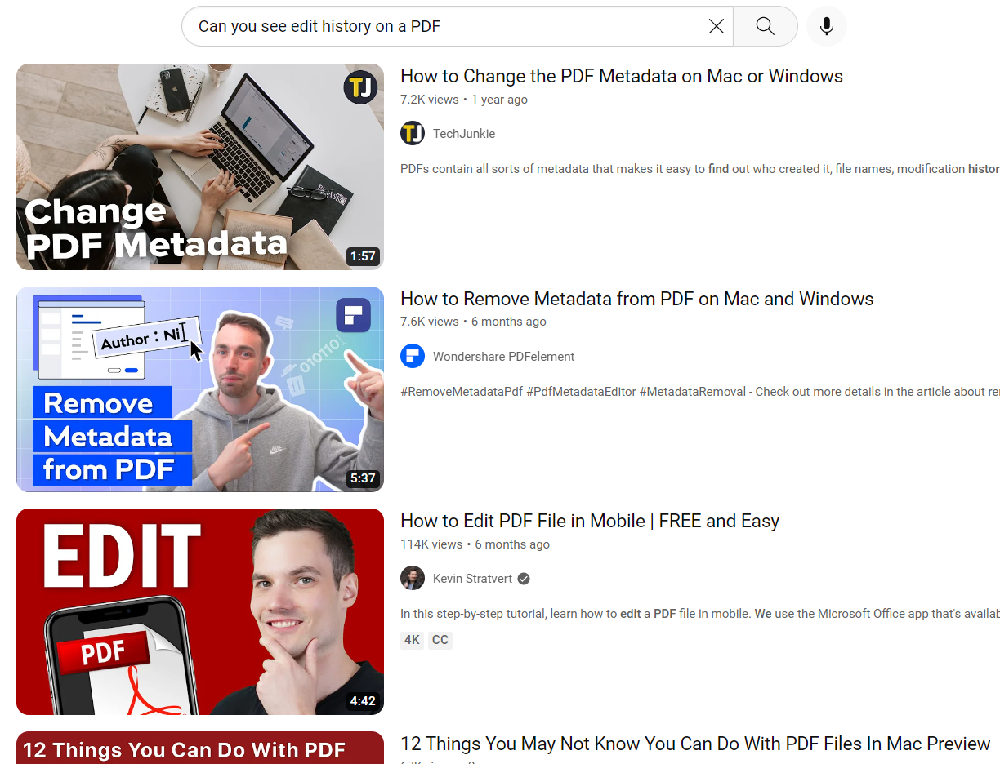 Can you see edit history on a PDF
TJ
Change
PDF Metadata
1:57
How to Change the PDF Metadata on Mac or Windows
7.2K views • 1 year ago
TJ TechJunkie
PDFs contain all sorts of metadata that makes it easy to find out who created it, file names, modification histor
Author : Ni
010110
Remove
Metadata
from PDF
5:37
How to Remove Metadata from PDF on Mac and Windows
7.6K views • 6 months ago
Wondershare PDFelement
#RemoveMetadataPdf #PdfMetadataEditor #MetadataRemoval - Check out more details in the article about re
EDIT
PDF
4:42
How to Edit PDF File in Mobile | FREE and Easy
114K views • 6 months ago
Kevin Stratvert
In this step-by-step tutorial, learn how to edit a PDF file in mobile. We use the Microsoft Office app that's availab
4K CC
12 Things You Can Do With PDF
12 Things You May Not Know You Can Do With PDF Files In Mac Preview